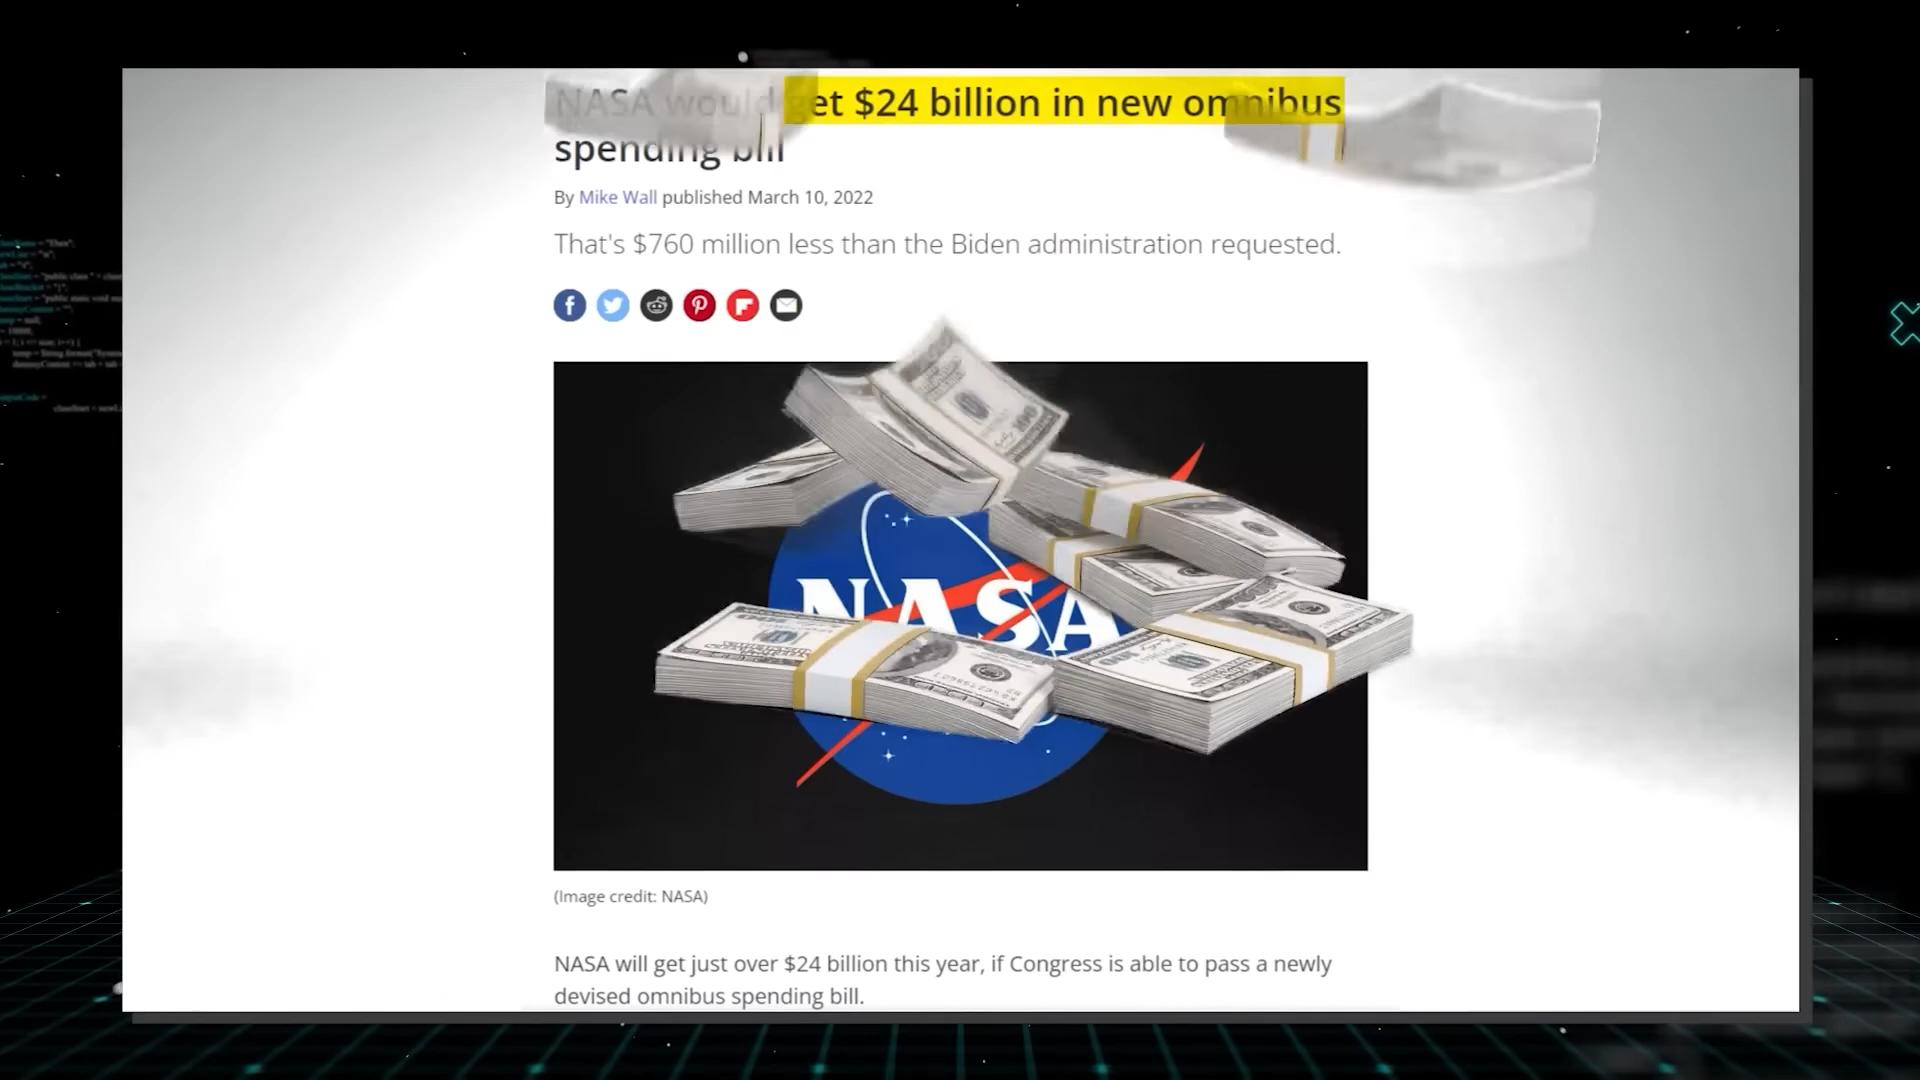 NASA would get $24 billion in new omnibus
spending bill
By Mike Wall published March 10, 2022
That's $760 million less than the Biden administration requested.
NASA
(Image credit: NASA)
NASA will get just over $24 billion this year, if Congress is able to pass a newly
devised omnibus spending bill.